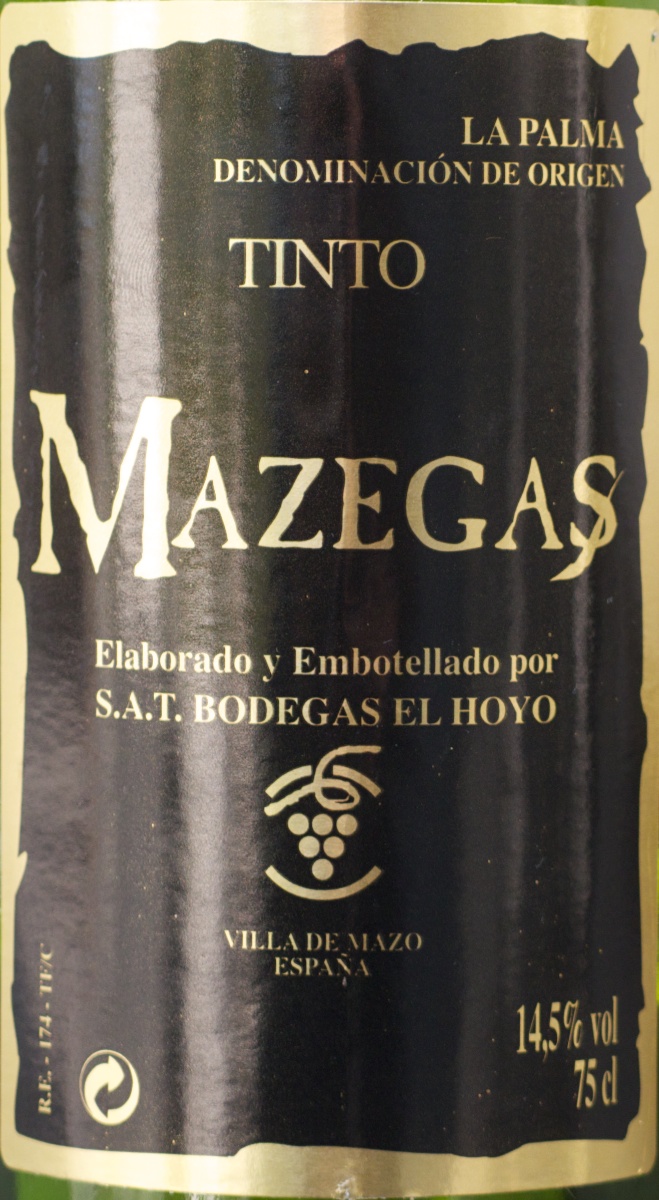 LA PALMA
DENOMINACIÓN DE ORIGEN
TINTO
MAZEGAS
Elaborado y Embotellado por
S.A.T. BODEGAS EL HOYO
VILLA DE MAZO
ESPAÑA
R.E. - 174 - TF/C
14,5% vol
75 cl